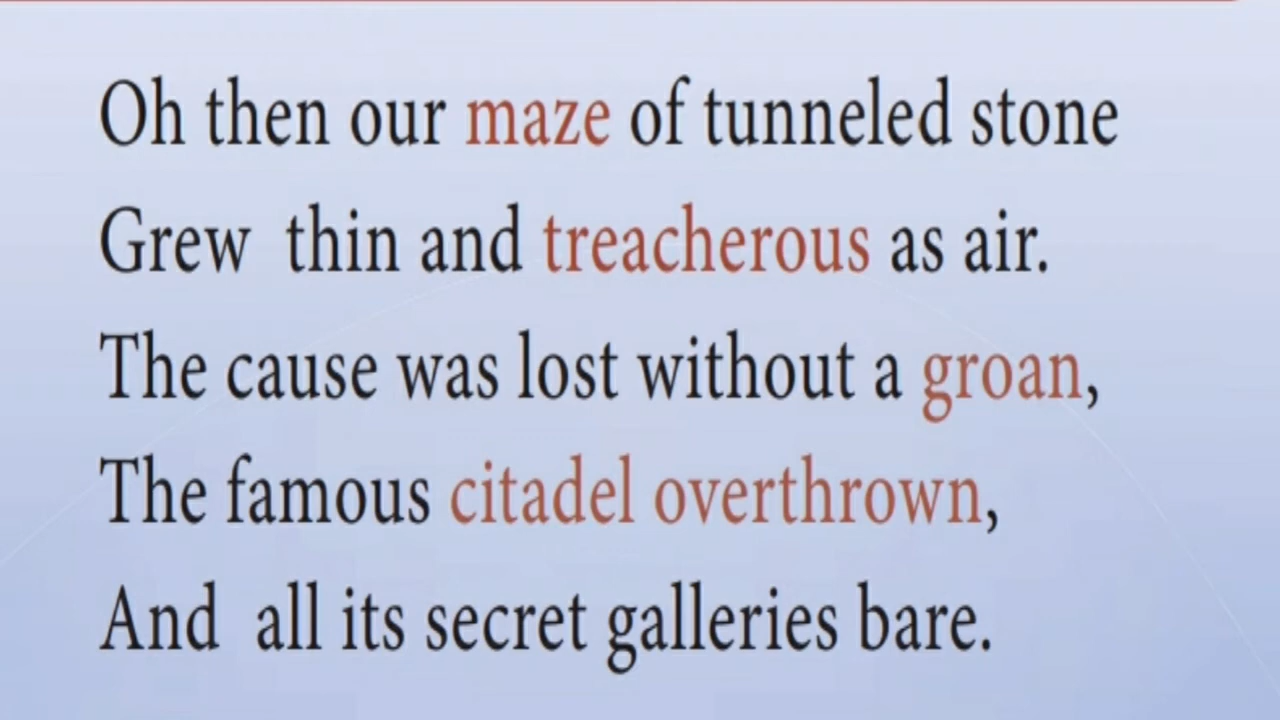 Oh then our maze of tunneled stone
Grew thin and treacherous as air.
The cause was lost without a groan,
The famous citadel overthrown,
And all its secret galleries bare.